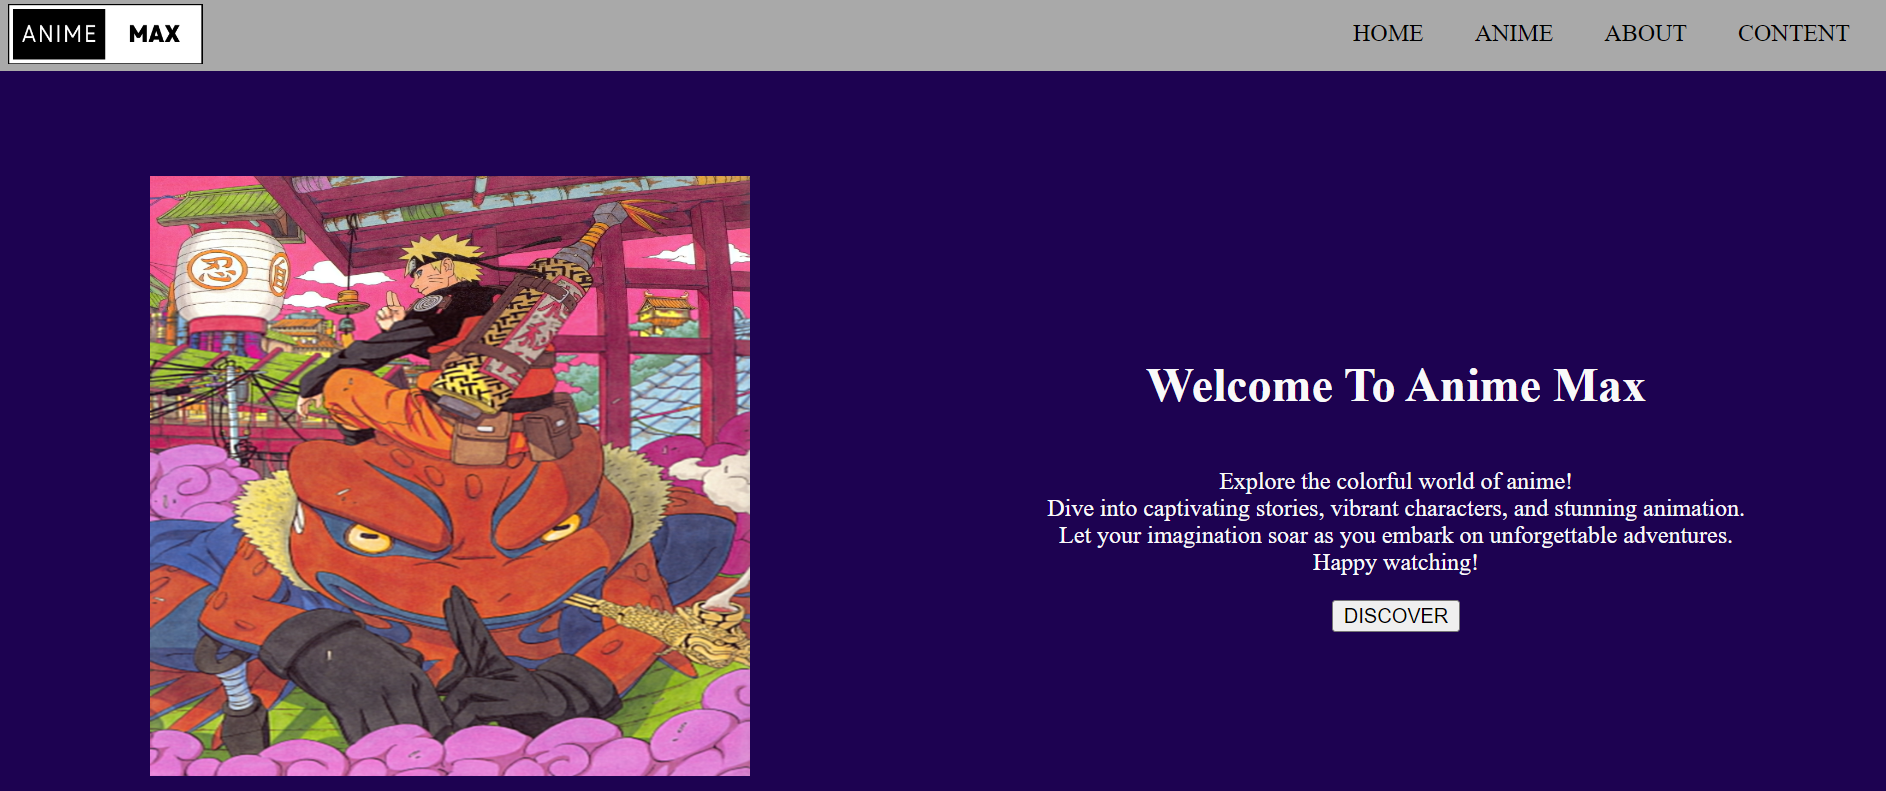 ANIME MAX
HOME ANIME ABOUT CONTENT
忍
Welcome To Anime Max
Explore the colorful world of anime!
Dive into captivating stories, vibrant characters, and stunning animation.
Let your imagination soar as you embark on unforgettable adventures.
Happy watching!
DISCOVER